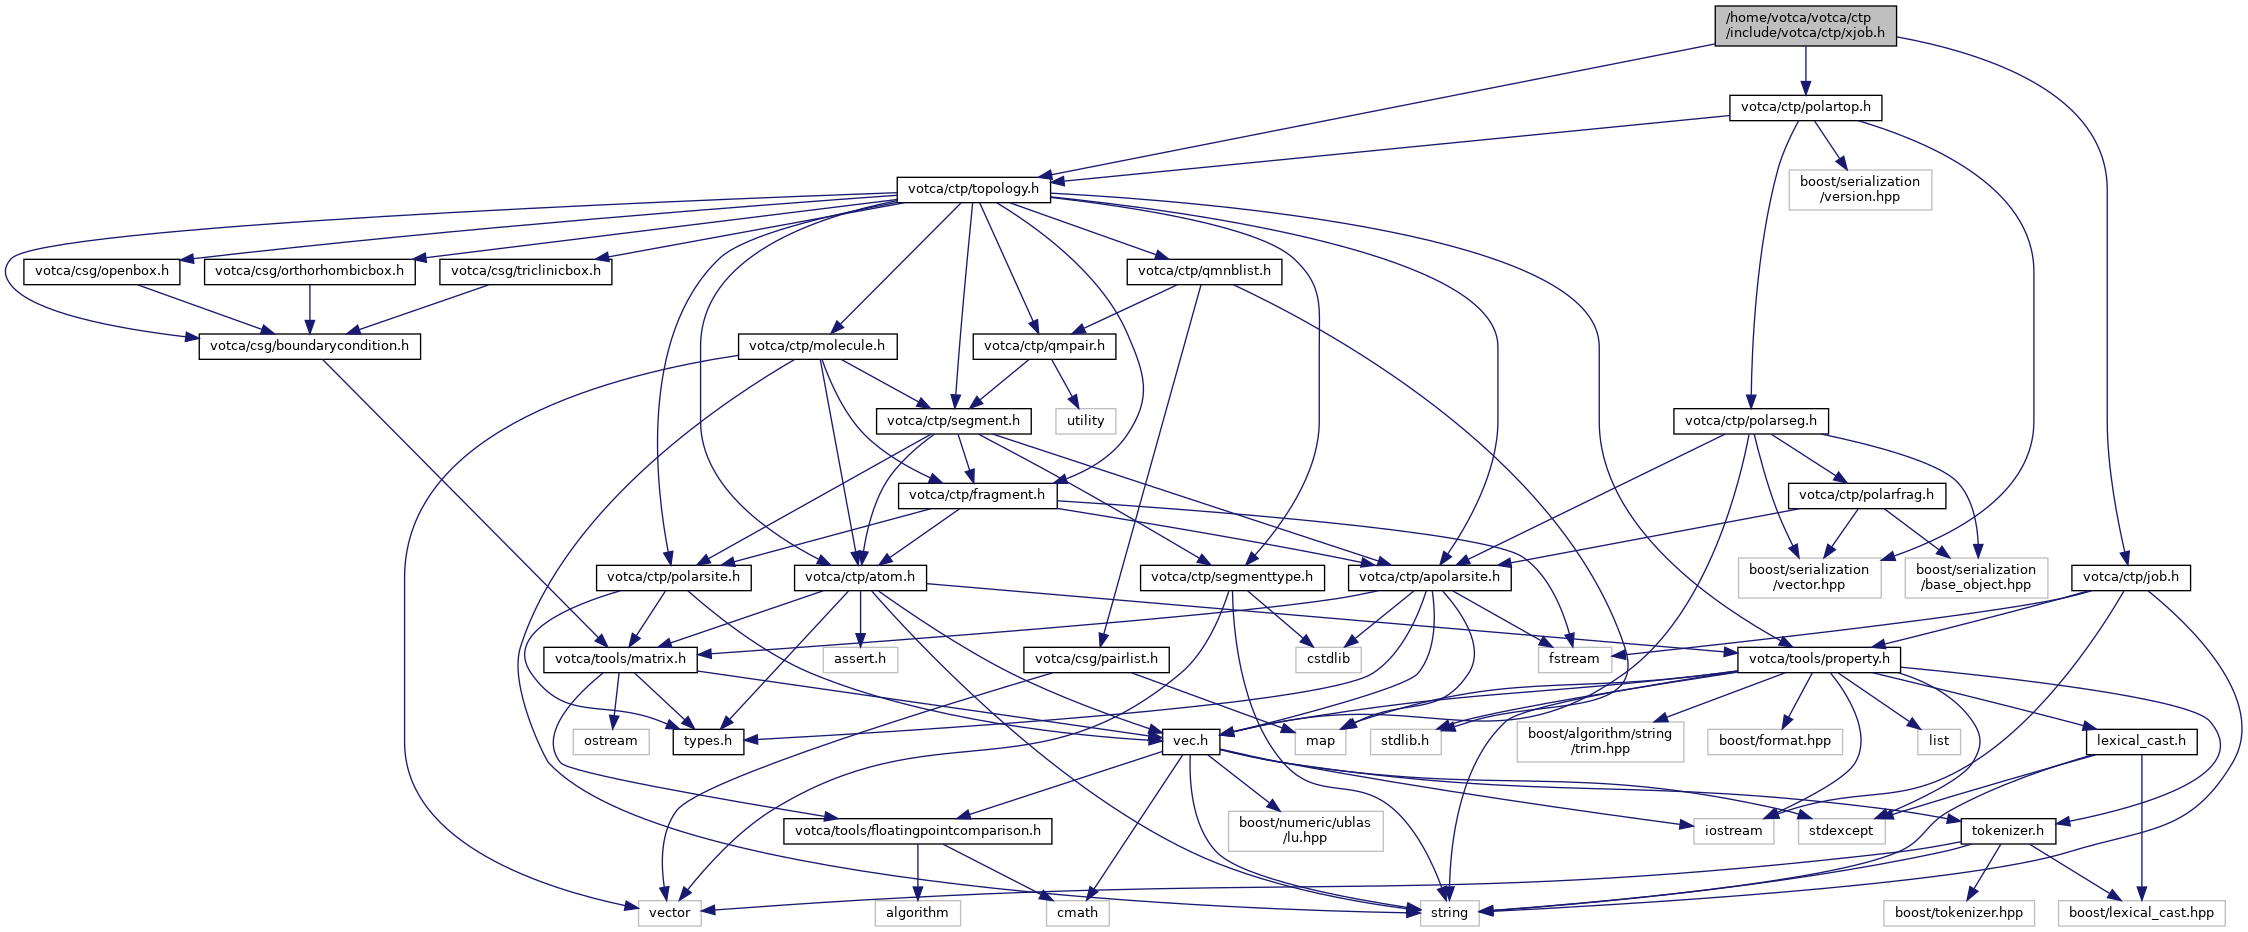 /home/votca/votca/ctp
/include/votca/ctp/xjob.h
votca/ctp/polartop.h
votca/ctp/topology.h
boost/serialization
/version.hpp
votca/csg/openbox.h
votca/csg/orthorhombicbox.h
votca/csg/triclinicbox.h
votca/ctp/qmnblist.h
votca/csg/boundarycondition.h
votca/ctp/molecule.h
votca/ctp/qmpair.h
votca/ctp/segment.h
utility
votca/ctp/polarseg.h
votca/ctp/fragment.h
votca/ctp/polarfrag.h
votca/ctp/polarsite.h
votca/ctp/atom.h
votca/ctp/segmenttype.h
votca/ctp/apolarsite.h
boost/serialization
/vector.hpp
boost/serialization
/base_object.hpp
votca/ctp/job.h
votca/tools/matrix.h
assert.h
votca/csg/pairlist.h
cstdlib
fstream
votca/tools/property.h
ostream
types.h
vec.h
map
stdlib.h
boost/algorithm/string
/trim.hpp
boost/format.hpp
list
lexical_cast.h
votca/tools/floatingpointcomparison.h
boost/numeric/ublas
/lu.hpp
iostream
stdexcept
tokenizer.h
vector
algorithm
cmath
string
boost/tokenizer.hpp
boost/lexical_cast.hpp